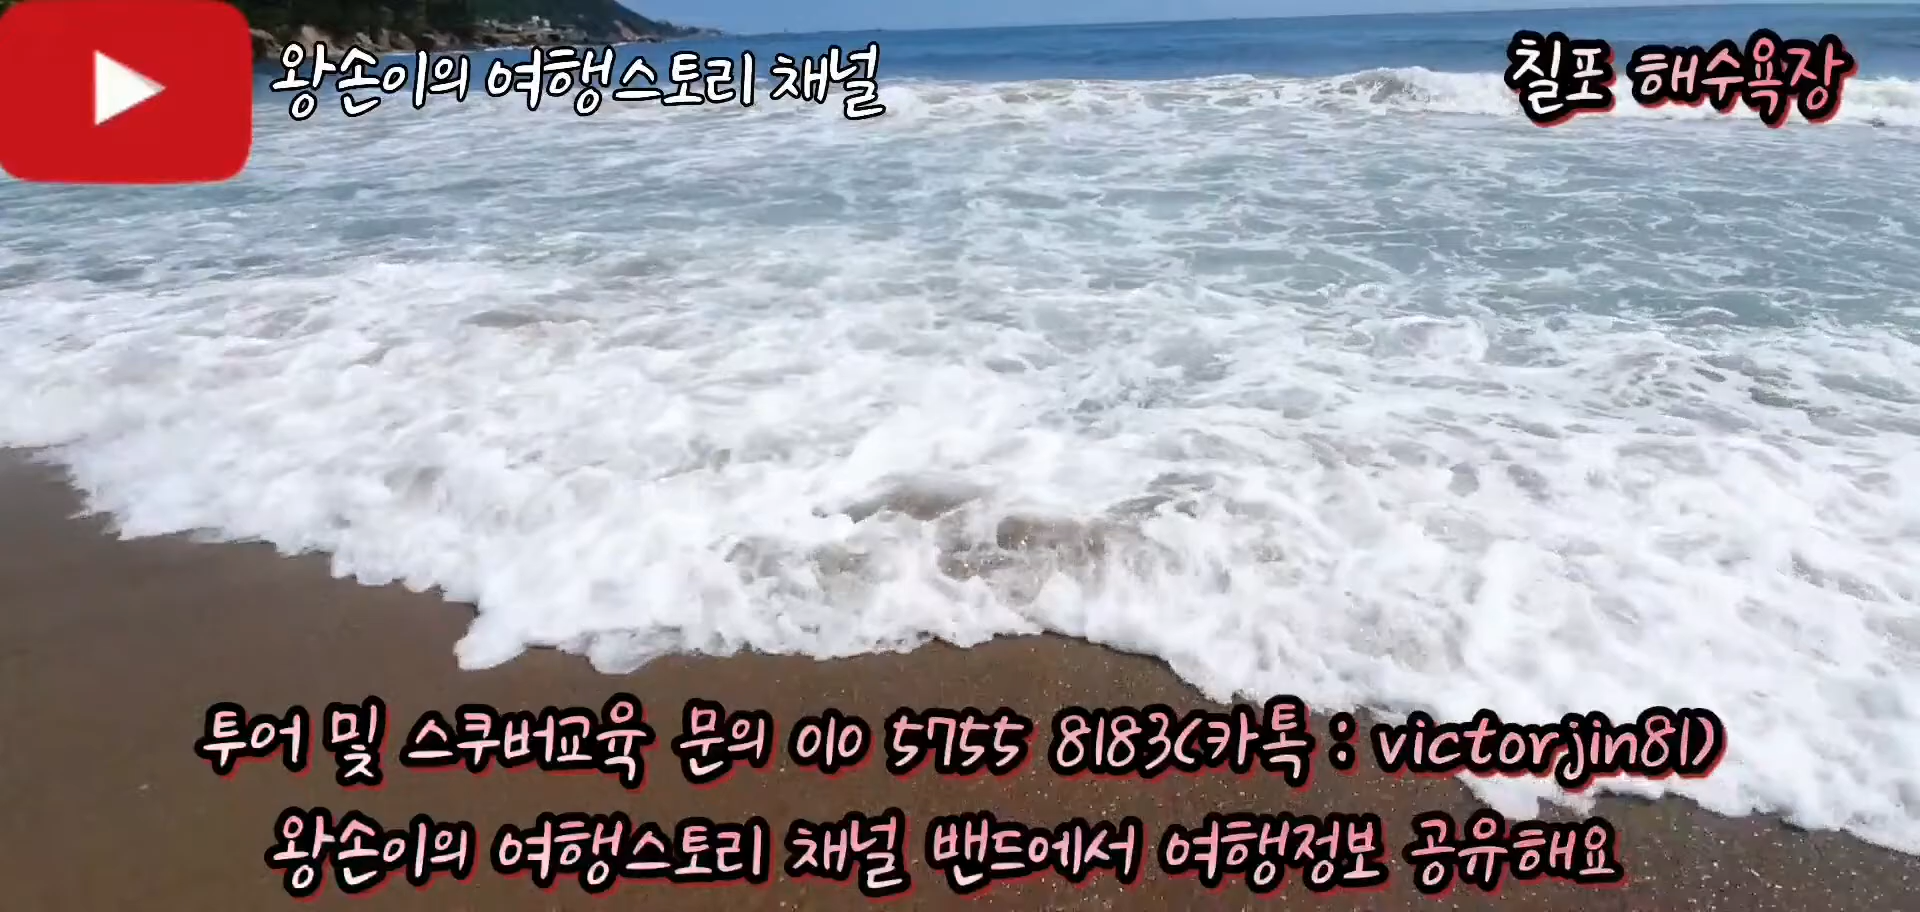 왕손이의 여행스토리 채널
칠포 해수욕장
투어 및 스쿠버교육 문의 010 5755 8183(카톡 : victorjin81)
왕손이의 여행스토리 채널 밴드에서 여행정보 공유해요